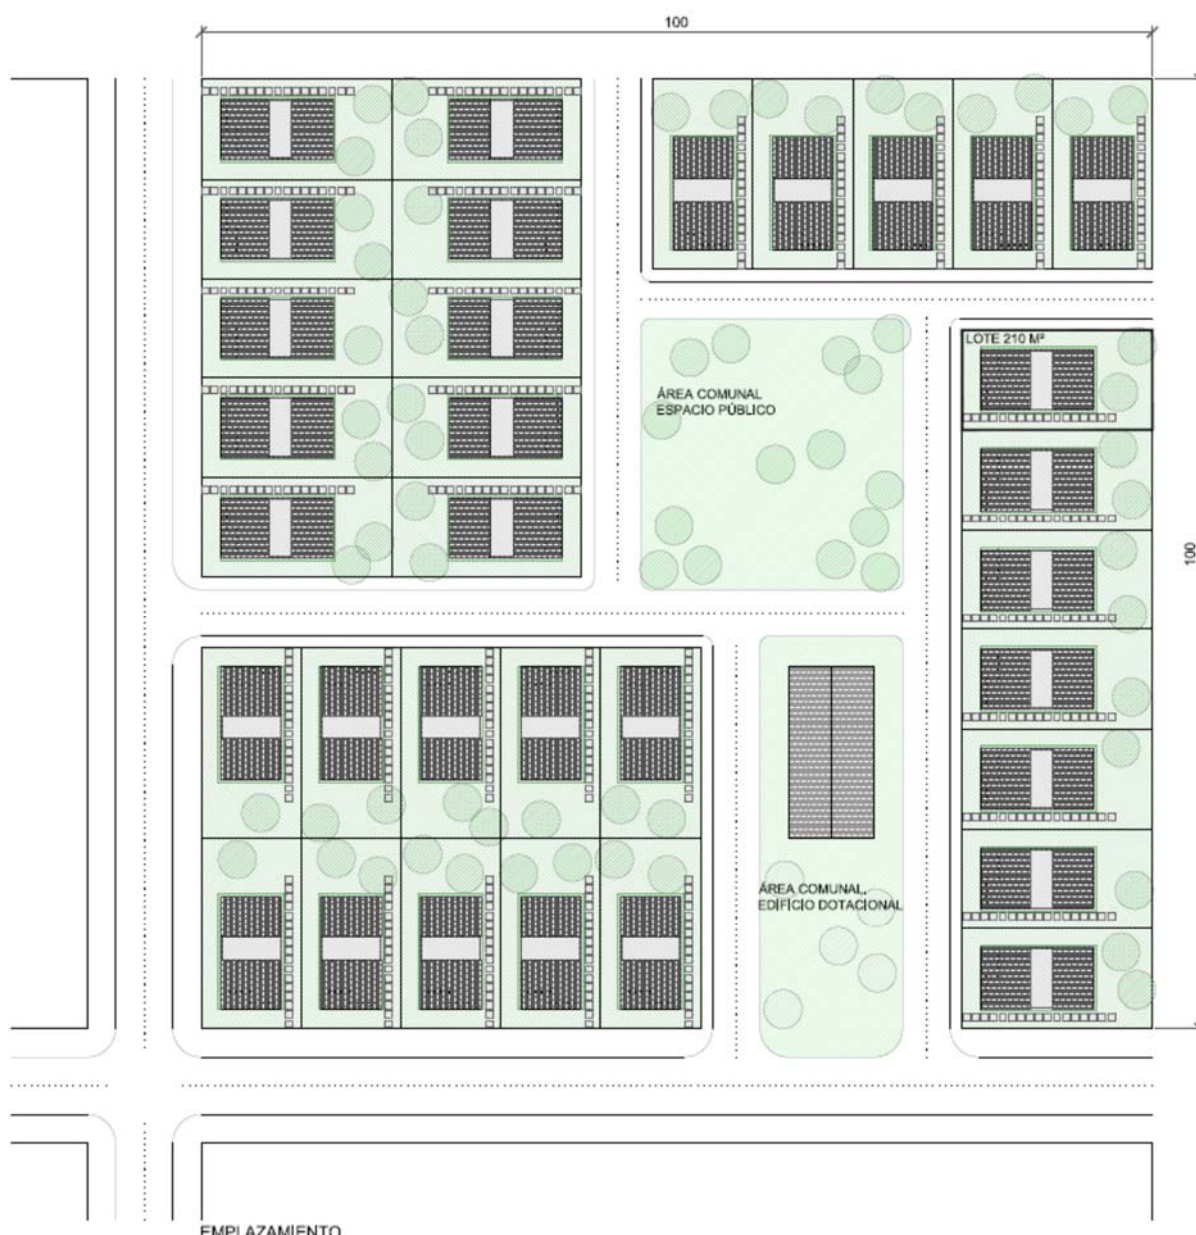 100
LOTE 210 M²
ÁREA COMUNAL
ESPACIO PÚBLICO
100
ÁREA COMUNAL.
EDIFICIO DOTACIONAL
EMPLAZAMIENTO